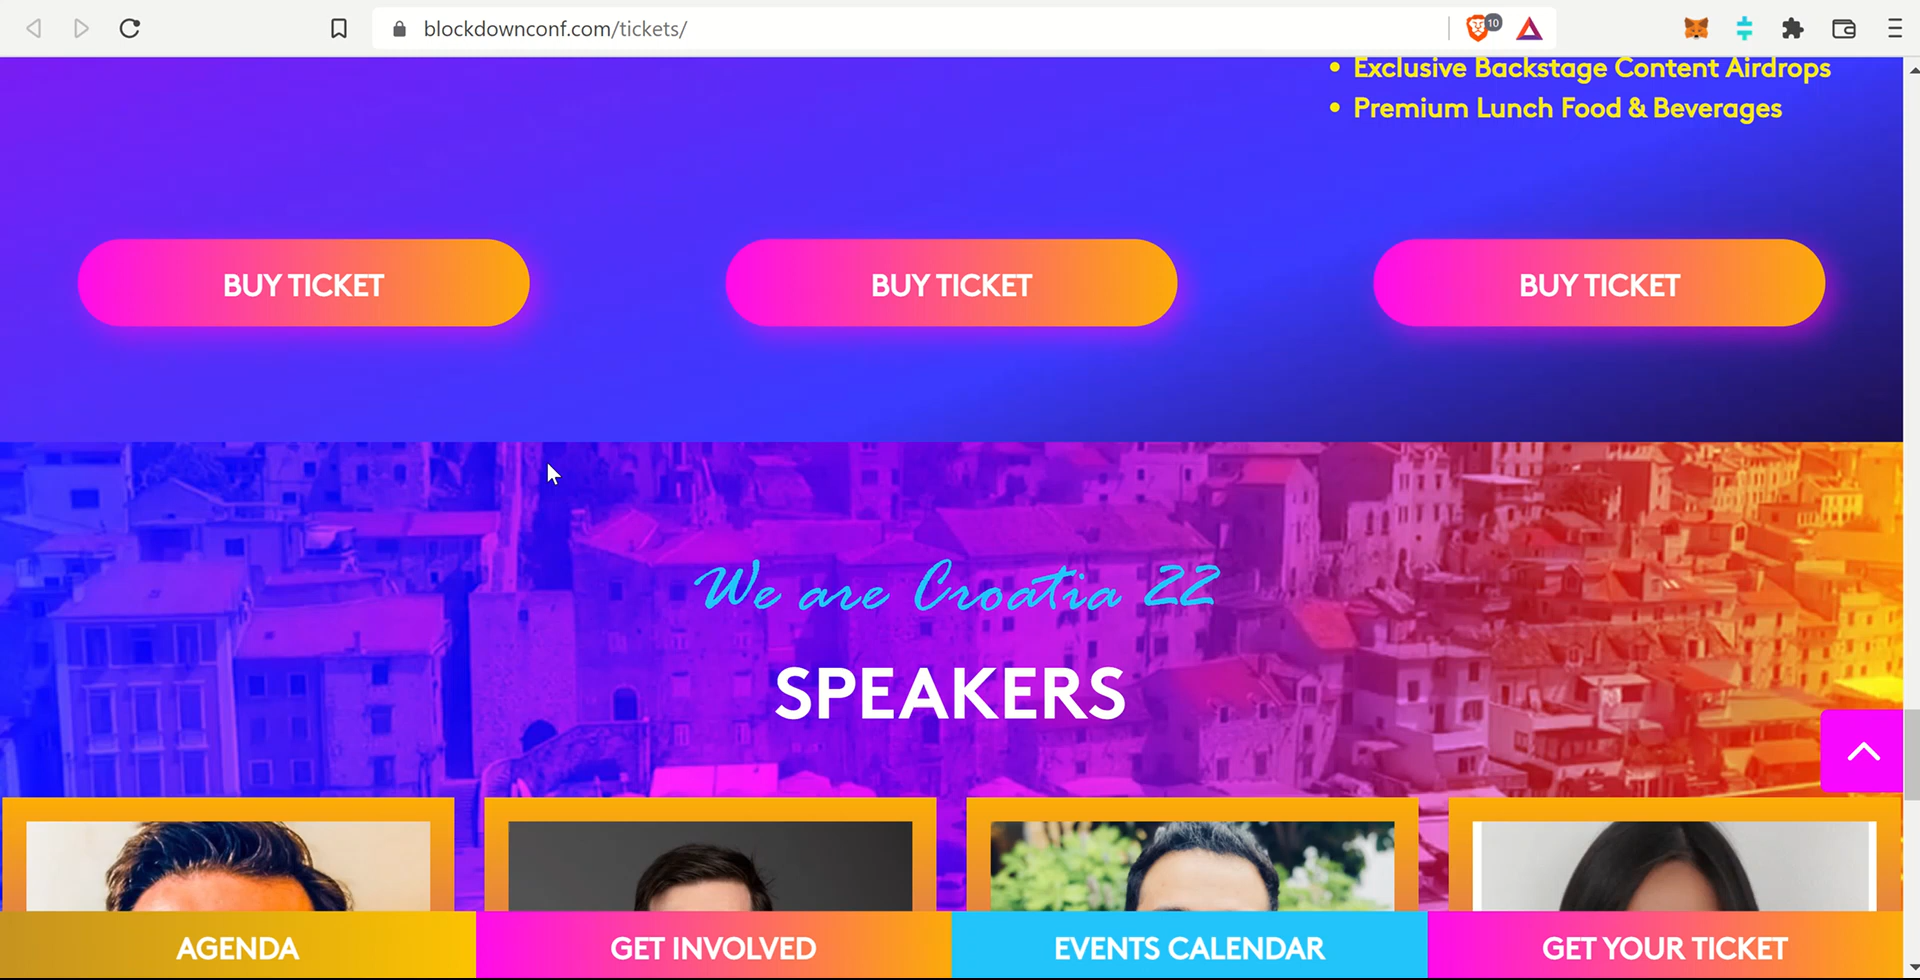 blockdownconf.com/tickets/
10
• Exclusive Backstage Content Airdrops
• Premium Lunch Food & Beverages
BUY TICKET
BUY TICKET
BUY TICKET
We are Croatia 22
SPEAKERS
AGENDA
GET INVOLVED
EVENTS CALENDAR
GET YOUR TICKET